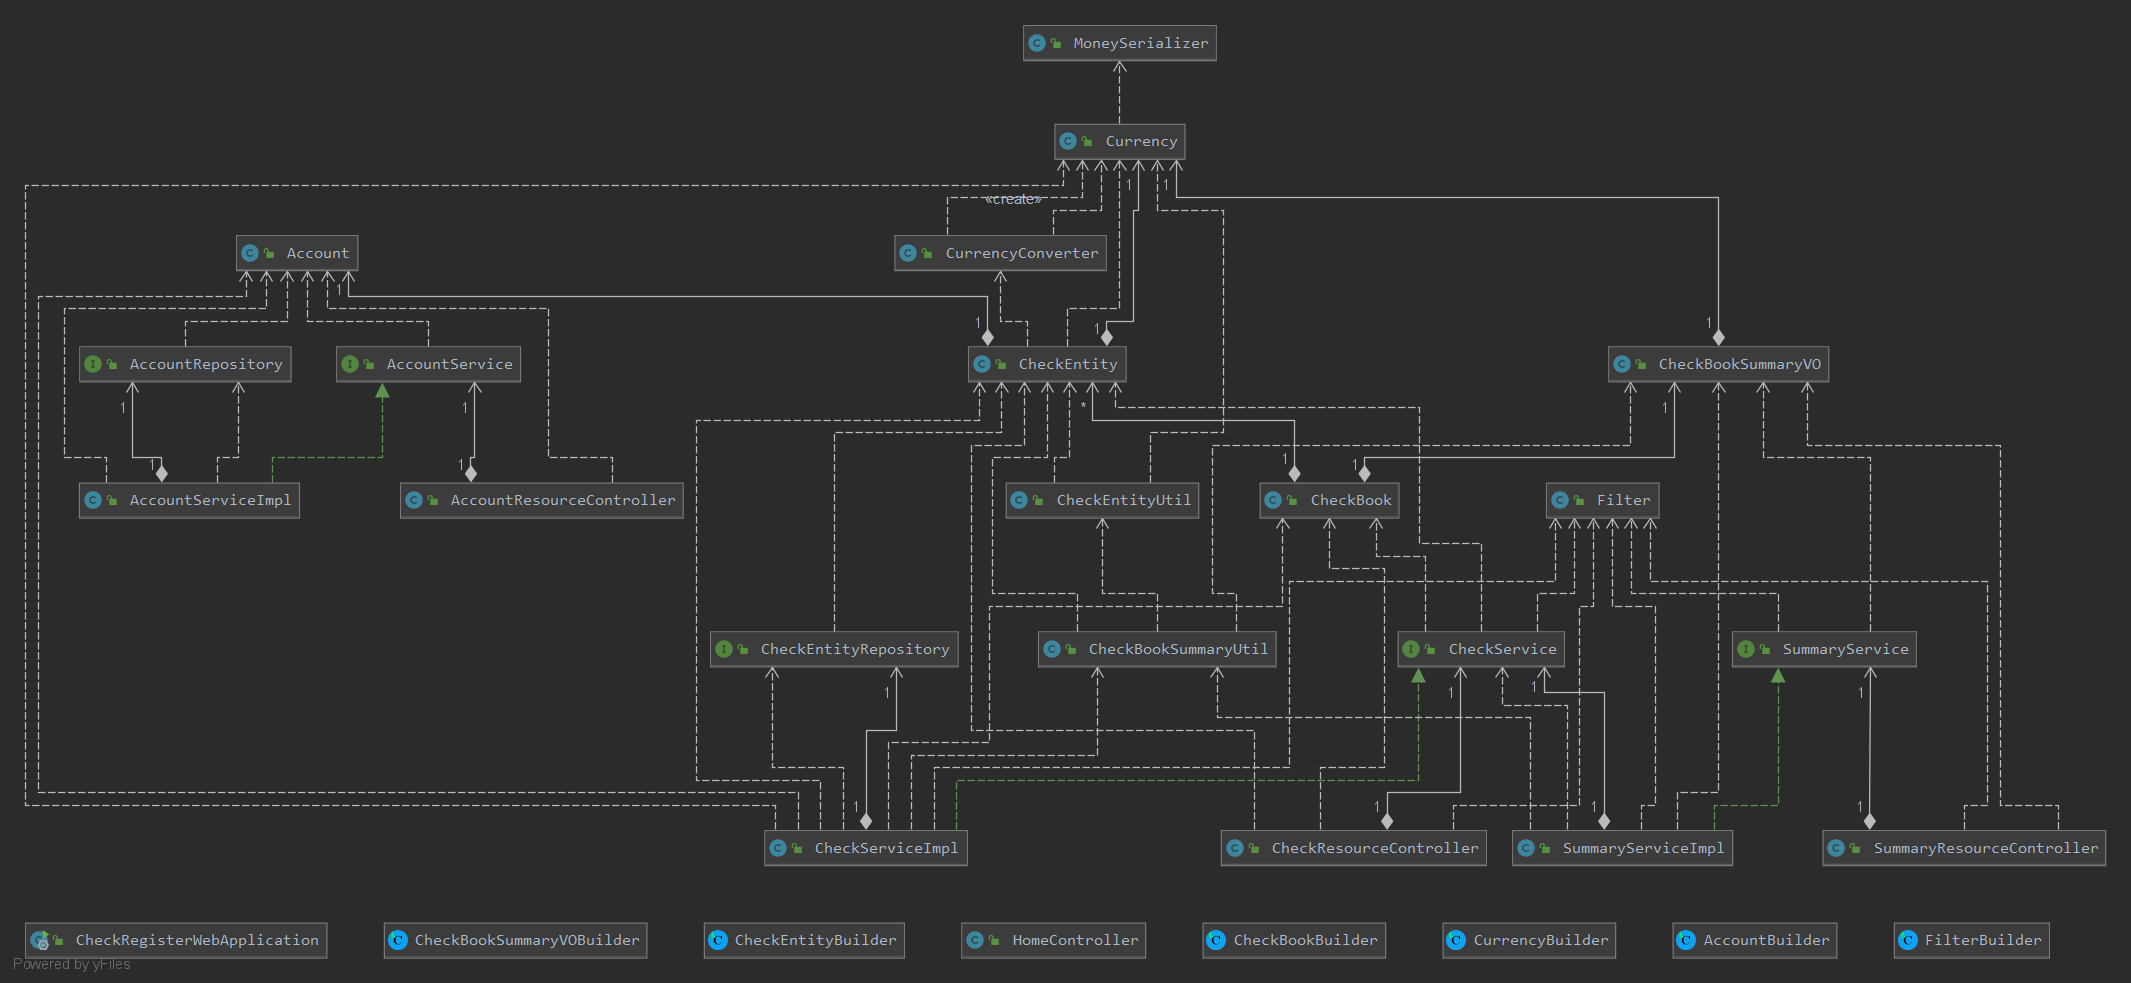 MoneySerializer
Currency
1
1
«create»
Account
CurrencyConverter
1
1
1
1
AccountRepository
AccountService
CheckEntity
CheckBookSummaryVO
1
1
*
1
1
1
1
1
AccountServiceImpl
AccountResourceController
CheckEntityUtil
CheckBook
Filter
CheckEntityRepository
CheckBookSummaryUtil
CheckService
SummaryService
1
1
1
1
1
1
1
1
CheckServiceImpl
CheckResourceController
SummaryServiceImpl
SummaryResourceController
CheckRegisterWebApplication
CheckBookSummaryVOBuilder
CheckEntityBuilder
HomeController
CheckBookBuilder
CurrencyBuilder
AccountBuilder
FilterBuilder
Powered by yFiles